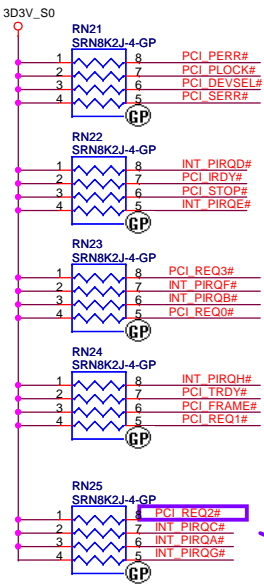 3D3V_S0
RN21
SRN8K2J-4-GP
1 8 PCI_PERR#
2 7 PCI_PLOCK#
3 6 PCI_DEVSEL#
4 5 PCI_SERR#
GP
RN22
SRN8K2J-4-GP
1 8 INT_PIRQD#
2 7 PCI_IRDY#
3 6 PCI_STOP#
4 5 INT_PIRQE#
GP
RN23
SRN8K2J-4-GP
1 8 PCI_REQ3#
2 7 INT_PIRQF#
3 6 INT_PIRQB#
4 5 PCI_REQ0#
GP
RN24
SRN8K2J-4-GP
1 8 INT_PIRQH#
2 7 PCI_TRDY#
3 6 PCI_FRAME#
4 5 PCI_REQ1#
GP
RN25
SRN8K2J-4-GP
1 8 PCI_REQ2#
2 7 INT_PIRQC#
3 6 INT_PIRQA#
4 5 INT_PIRQG#
GP